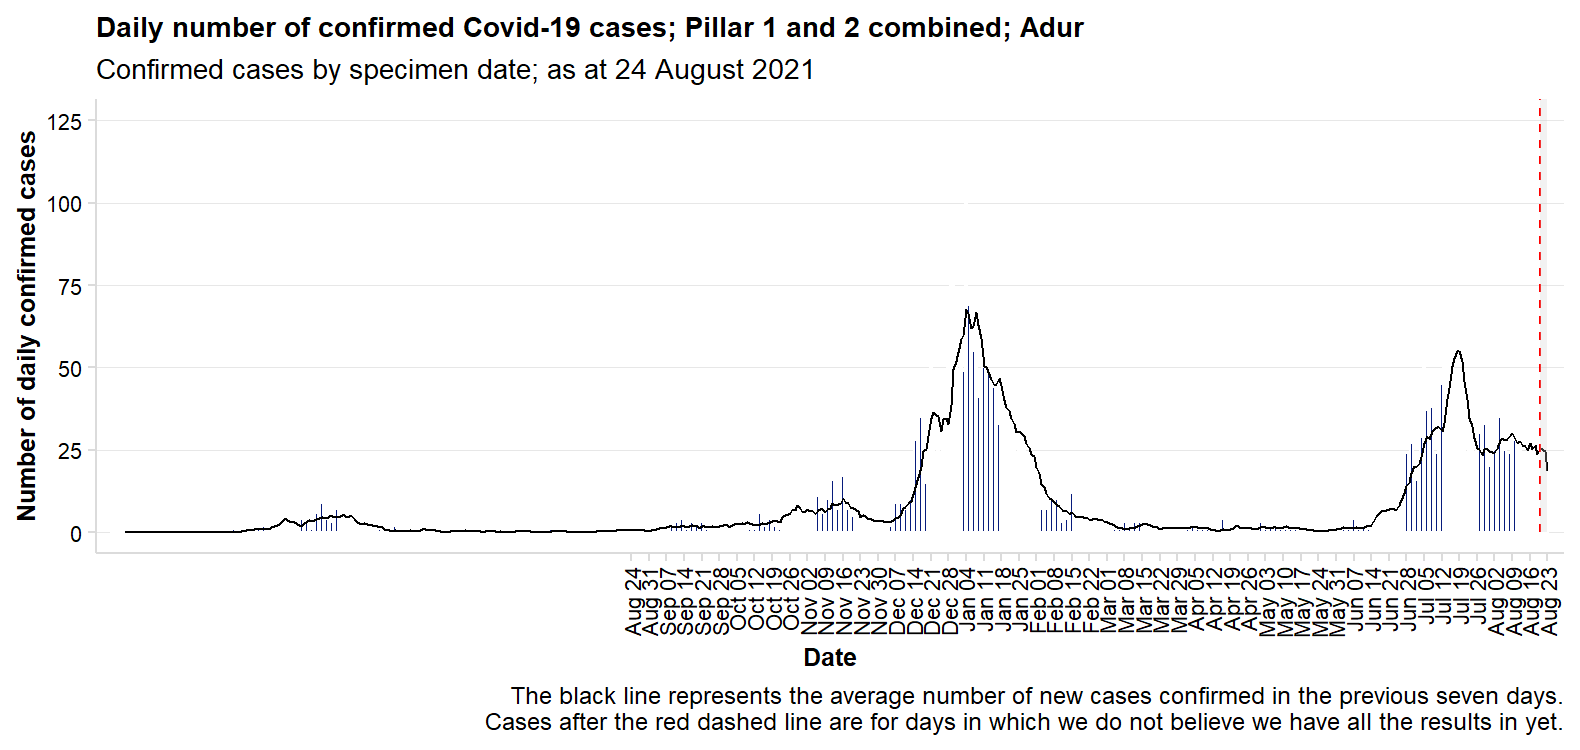 Daily number of confirmed Covid-19 cases; Pillar 1 and 2 combined; Adur
Confirmed cases by specimen date; as at 24 August 2021
Number of daily confirmed cases
125
100
75
50
25
0
Aug 24
Aug 31
Sep 07
Sep 14
Sep 21
Sep 28
Oct 05
Oct 12
Oct 19
Oct 26
Nov 02
Nov 09
Nov 16
Nov 23
Nov 30
Dec 07
Dec 14
Dec 21
Dec 28
Jan 04
Jan 11
Jan 18
Jan 25
Feb 01
Feb 08
Feb 15
Feb 22
Mar 01
Mar 08
Mar 15
Mar 22
Mar 29
Apr 05
Apr 12
Apr 19
Apr 26
May 03
May 10
May 17
May 24
May 31
Jun 07
Jun 14
Jun 21
Jun 28
Jul 05
Jul 12
Jul 19
Jul 26
Aug 02
Aug 09
Aug 16
Aug 23
Date
The black line represents the average number of new cases confirmed in the previous seven days.
Cases after the red dashed line are for days in which we do not believe we have all the results in yet.